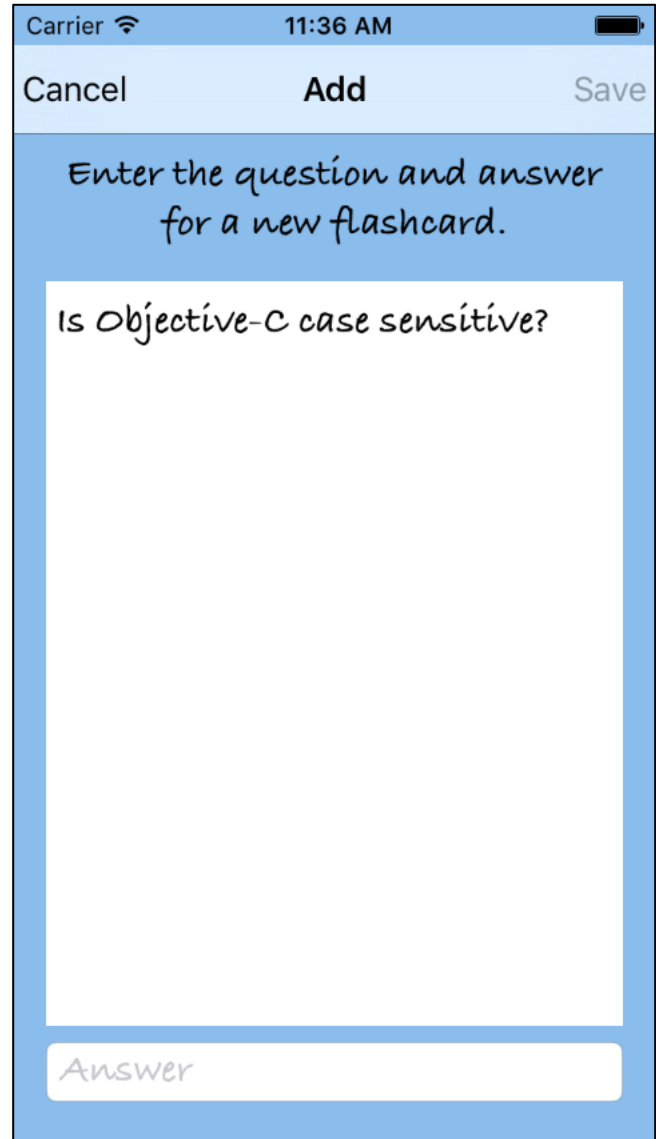 Carrier 11:36 AM
Cancel Add Save
Enter the question and answer
for a new flashcard.
Is Objective-C case sensitive?
Answer